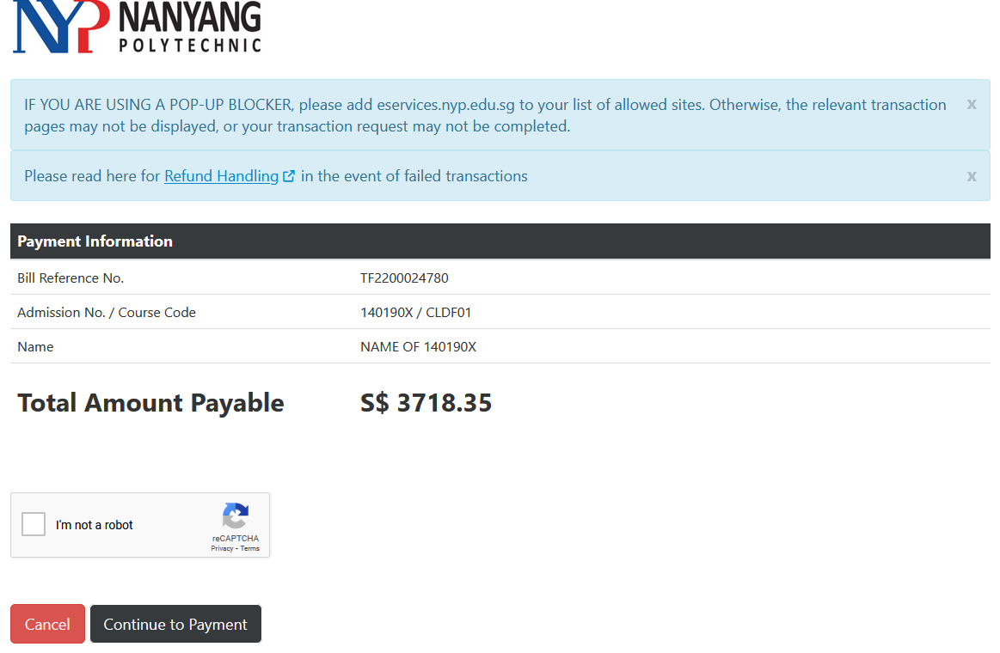 NYP NANYANG
POLYTECHNIC
IF YOU ARE USING A POP-UP BLOCKER, please add eservices.nyp.edu.sg to your list of allowed sites. Otherwise, the relevant transaction x
pages may not be displayed, or your transaction request may not be completed.
Please read here for Refund Handling in the event of failed transactions x
Payment Information
Bill Reference No. TF2200024780
Admission No. / Course Code 140190X / CLDF01
Name NAME OF 140190X
Total Amount Payable S$ 3718.35
I'm not a robot
reCAPTCHA
Privacy - Terms
Cancel Continue to Payment